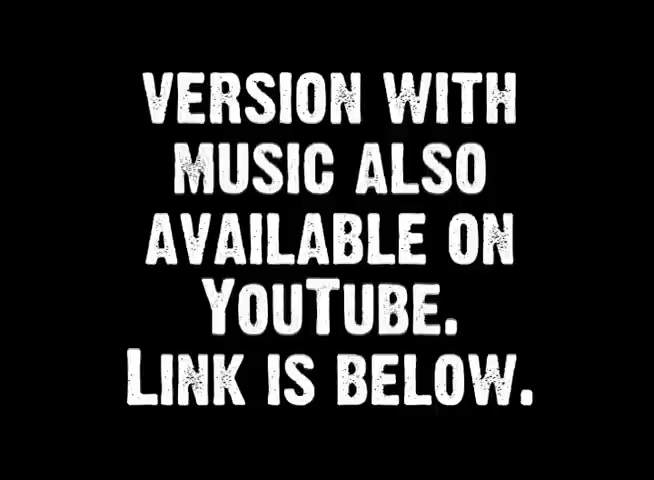 VERSION WITH
MUSIC ALSO
AVAILABLE ON
YOUTUBE.
LINK IS BELOW.